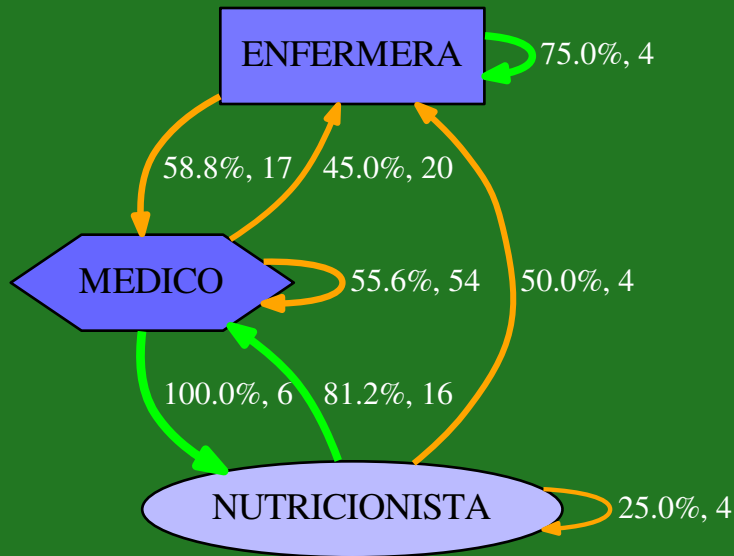 ENFERMERA
75.0%, 4
58.8%, 17
45.0%, 20
MEDICO
55.6%, 54
50.0%, 4
100.0%, 6
81.2%, 16
NUTRICIONISTA
25.0%, 4